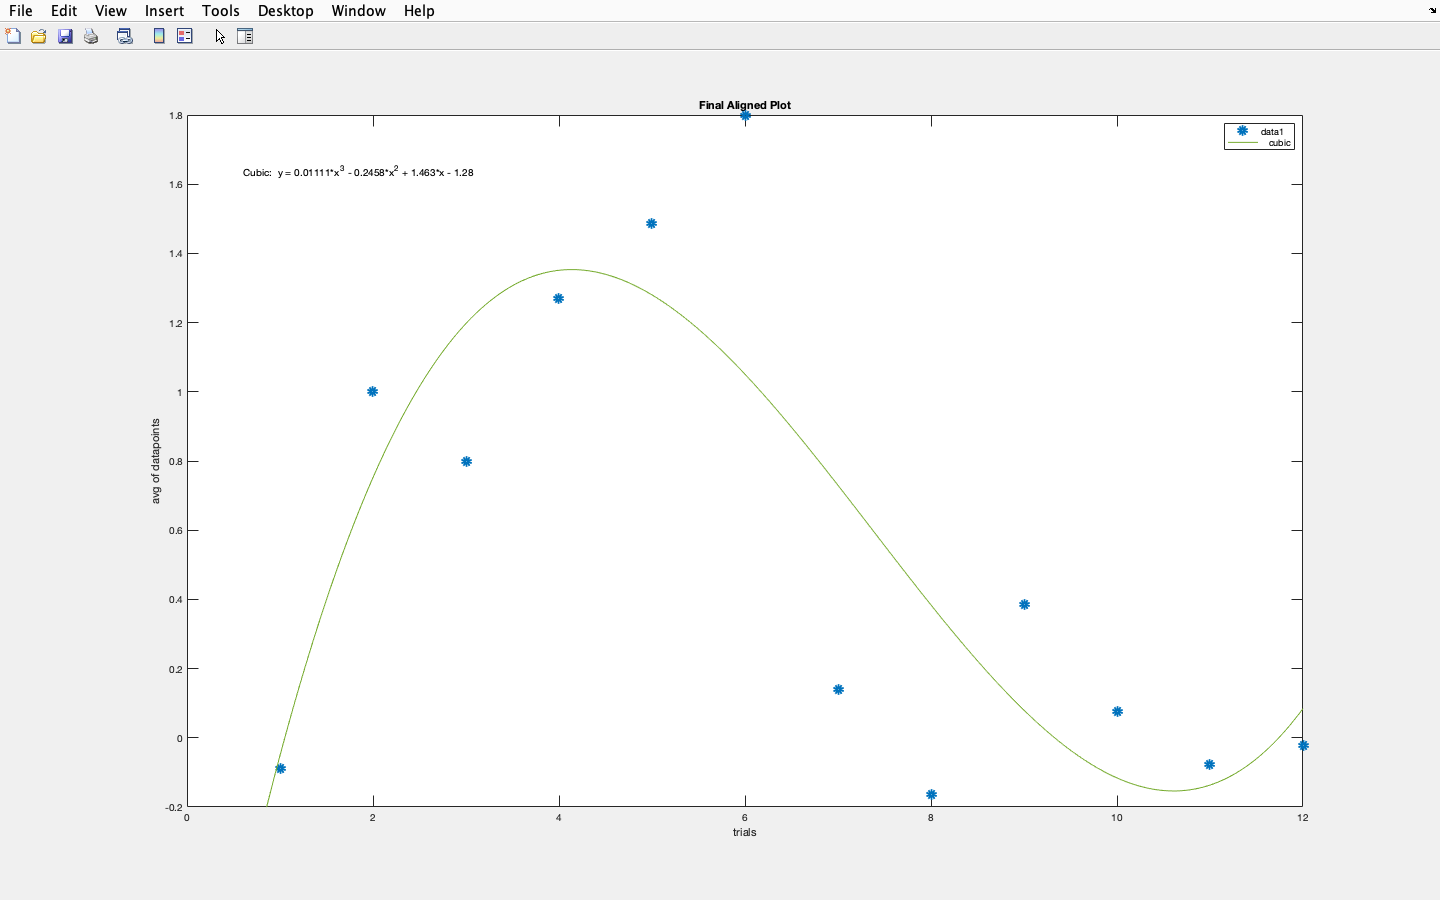 File Edit View Insert Tools Desktop Window Help
Final Aligned Plot
data1
cubic
Cubic: y = 0.01111*x^3 - 0.2458*x^2 + 1.463*x - 1.28
1.8
1.6
1.4
1.2
1
0.8
0.6
0.4
0.2
0
-0.2
avg of datapoints
0 2 4 6 8 10 12
trials